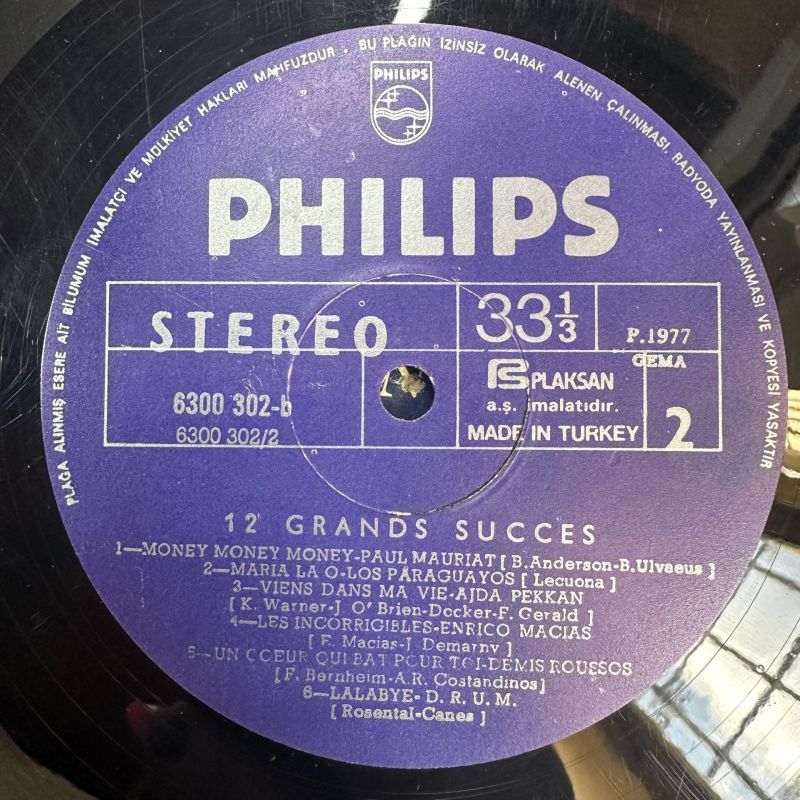 PLAĞA ALINMIŞ ESERE AİT BİLUMUM İMALATÇI VE MÜLKİYET HAKLARI MAHFUZDUR · BU PLAĞIN İZİNSİZ OLARAK ALENEN ÇALINMASI, RADYODA YAYINLANMASI VE KOPYESİ YASAKTIR
PHILIPS
PHILIPS
STEREO
33 1/3
P.1977
GEMA
6300 302-b
6300 302/2
PLAKSAN
a.ş. imalatıdır.
MADE IN TURKEY
2
12 GRANDS SUCCES
1—MONEY MONEY MONEY-PAUL MAURIAT [ B.Anderson-B.Ulvaeus ]
2—MARIA LA O-LOS PARAGUAYOS [ Lecuona ]
3—VIENS DANS MA VIE-AJDA PEKKAN
[ K. Warner-J. O' Brien-Docker-F. Gerald ]
4—LES INCORRIGIBLES-ENRICO MACIAS
[ E. Macias-J. Demarny ]
5—UN COEUR QUI BAT POUR TOI-DEMIS ROUSSOS
[ F. Bernheim-A.R. Costandinos]
6—LALABYE- D. R. U. M.
[ Rosental-Canes ]